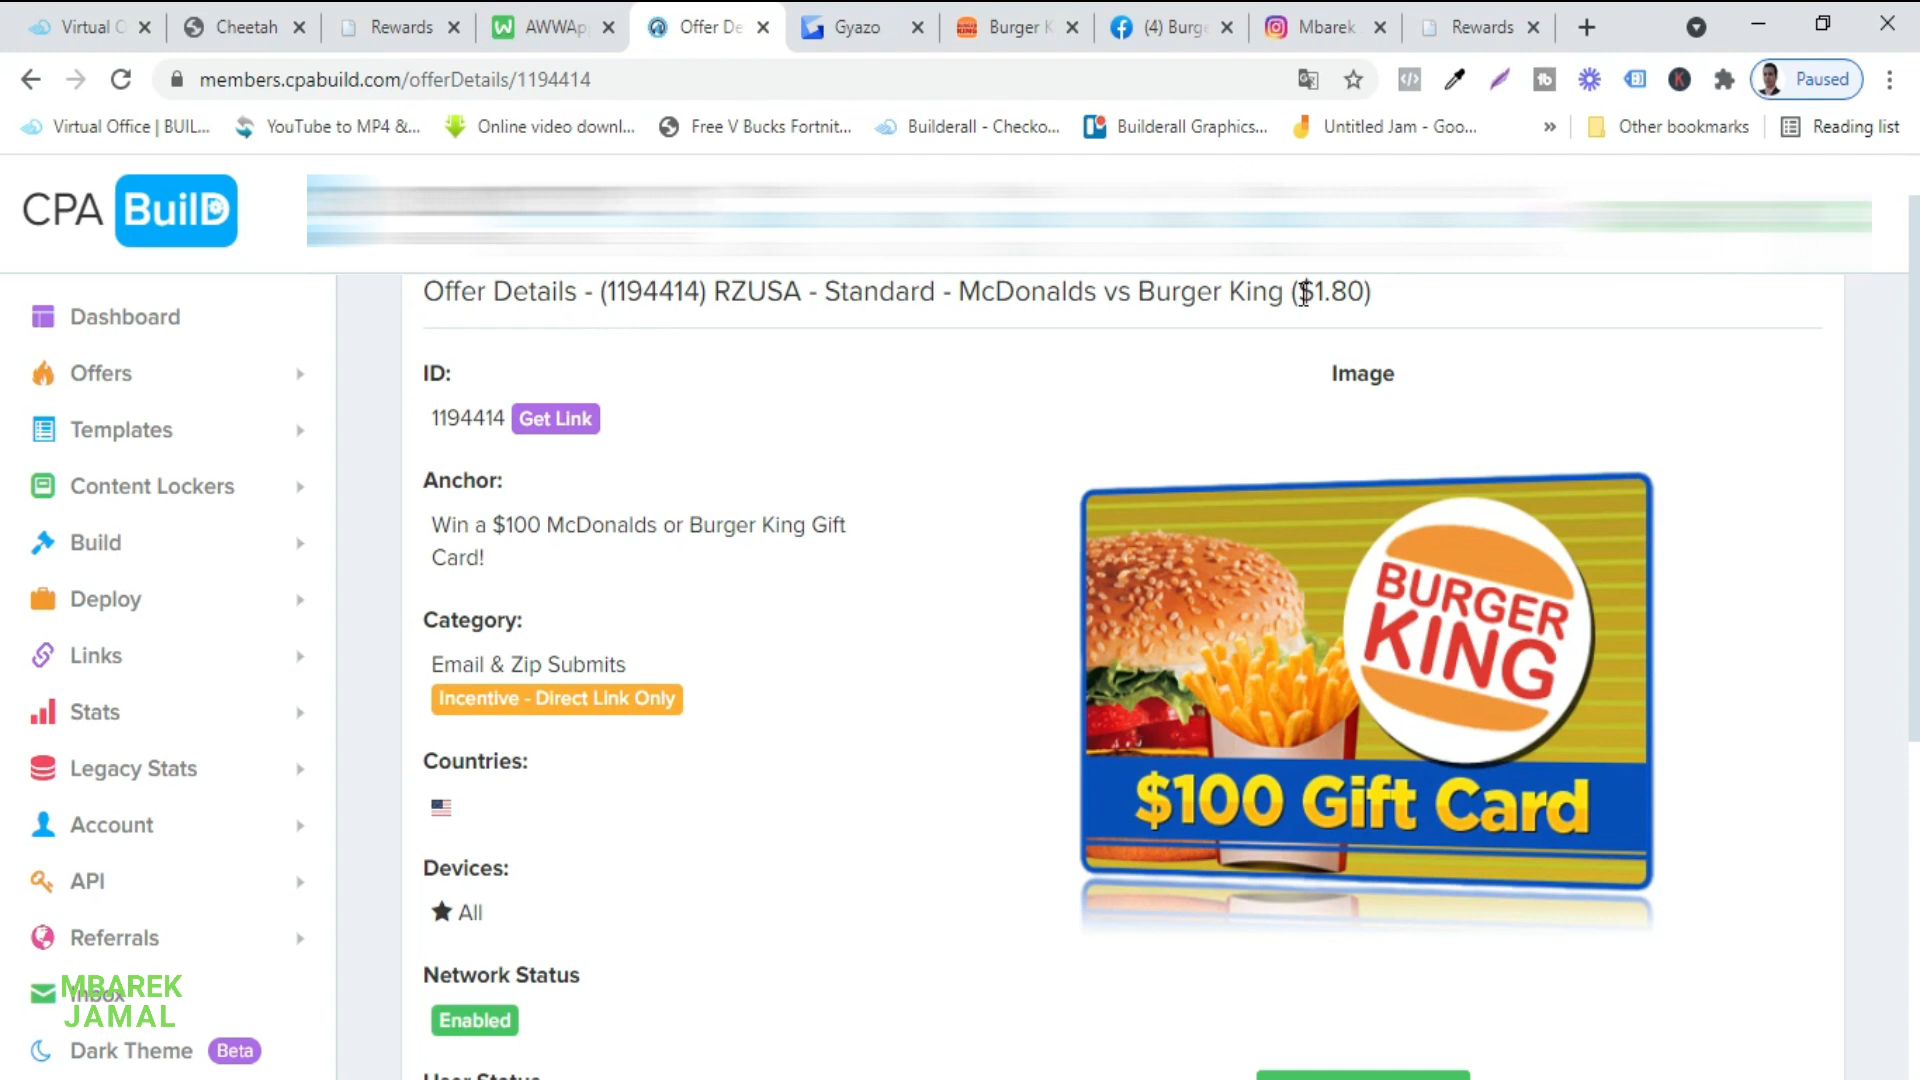 Virtual O
Cheetah
Rewards
AWWAp
Offer De
Gyazo
Burger K
(4) Burge
Mbarek
Rewards
members.cpabuild.com/offerDetails/1194414
Paused
Virtual Office | BUIL...
YouTube to MP4 &...
Online video downl...
Free V Bucks Fortnit...
Builderall - Checko...
Builderall Graphics...
Untitled Jam - Goo...
»
Other bookmarks
Reading list
CPA BuilD
Offer Details - (1194414) RZUSA - Standard - McDonalds vs Burger King ($1.80)
Dashboard
Offers
Templates
Content Lockers
Build
Deploy
Links
Stats
Legacy Stats
Account
API
Referrals
Inbox
MBAREK
JAMAL
Dark Theme Beta
ID:
1194414 Get Link
Anchor:
Win a $100 McDonalds or Burger King Gift
Card!
Category:
Email & Zip Submits
Incentive - Direct Link Only
Countries:
Devices:
All
Network Status
Enabled
User Status
Image
BURGER
KING
$100 Gift Card